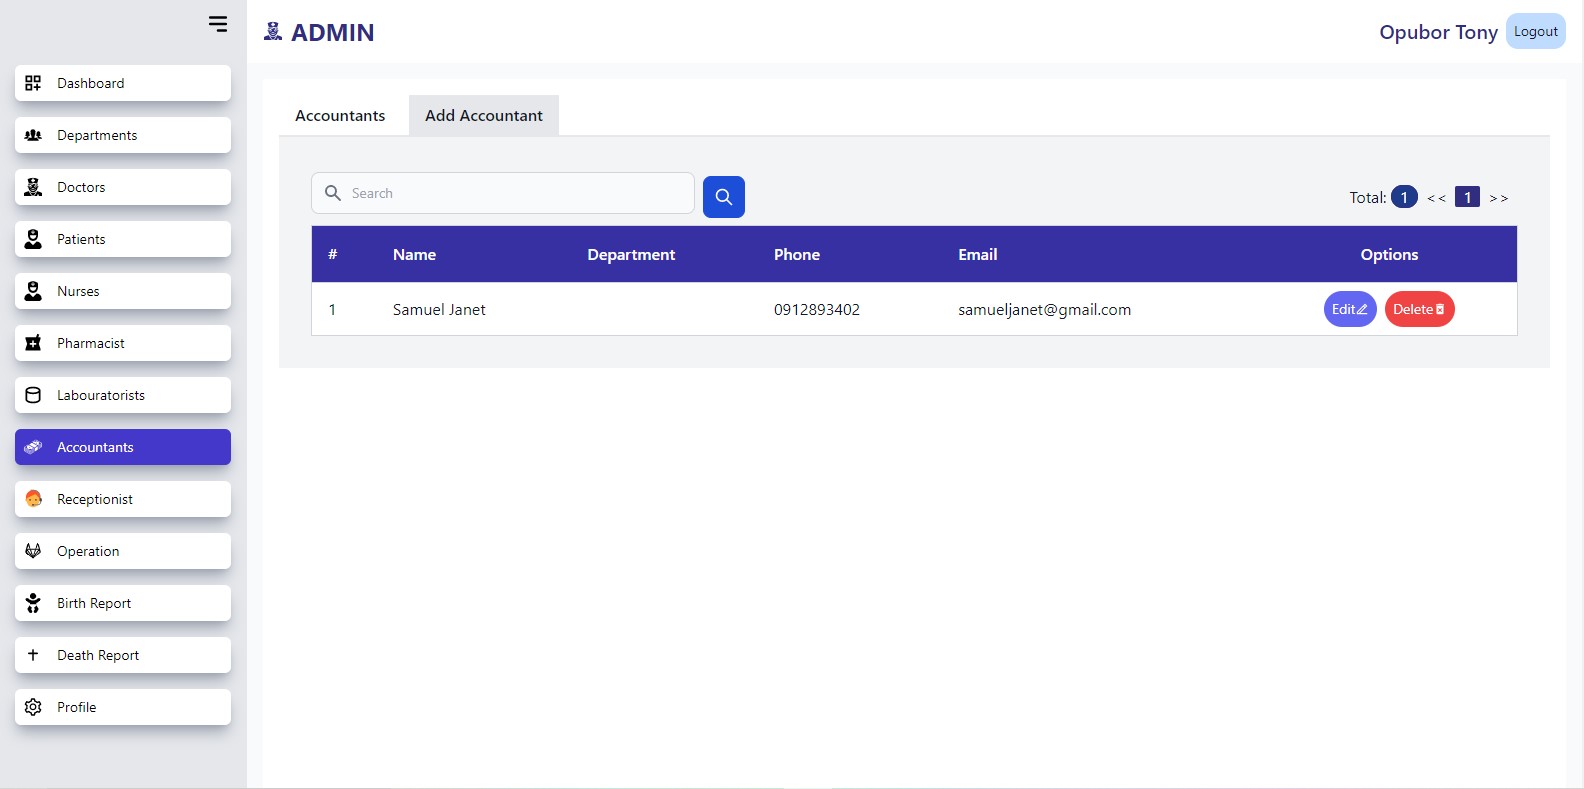 ADMIN
Opubor Tony
Logout
Dashboard
Departments
Doctors
Patients
Nurses
Pharmacist
Labouratorists
Accountants
Receptionist
Operation
Birth Report
Death Report
Profile
Accountants Add Accountant
Search
Total: 1 << 1 >>
# Name Department Phone Email Options
1 Samuel Janet 0912893402 samueljanet@gmail.com Edit Delete